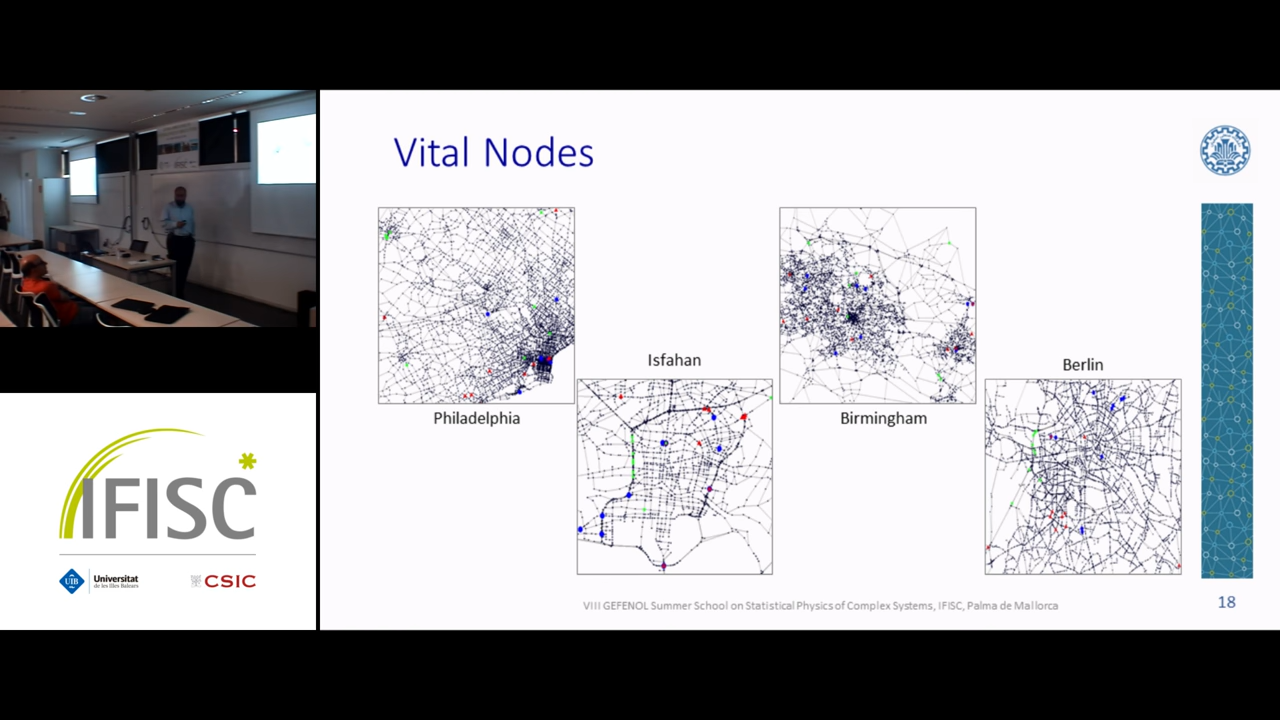 Vital Nodes
Isfahan
Berlin
Philadelphia
Birmingham
IFISC
UIB
Universitat
de les Illes Balears
CSIC
VIII GEFENOL Summer School on Statistical Physics of Complex Systems, IFISC, Palma de Mallorca
18